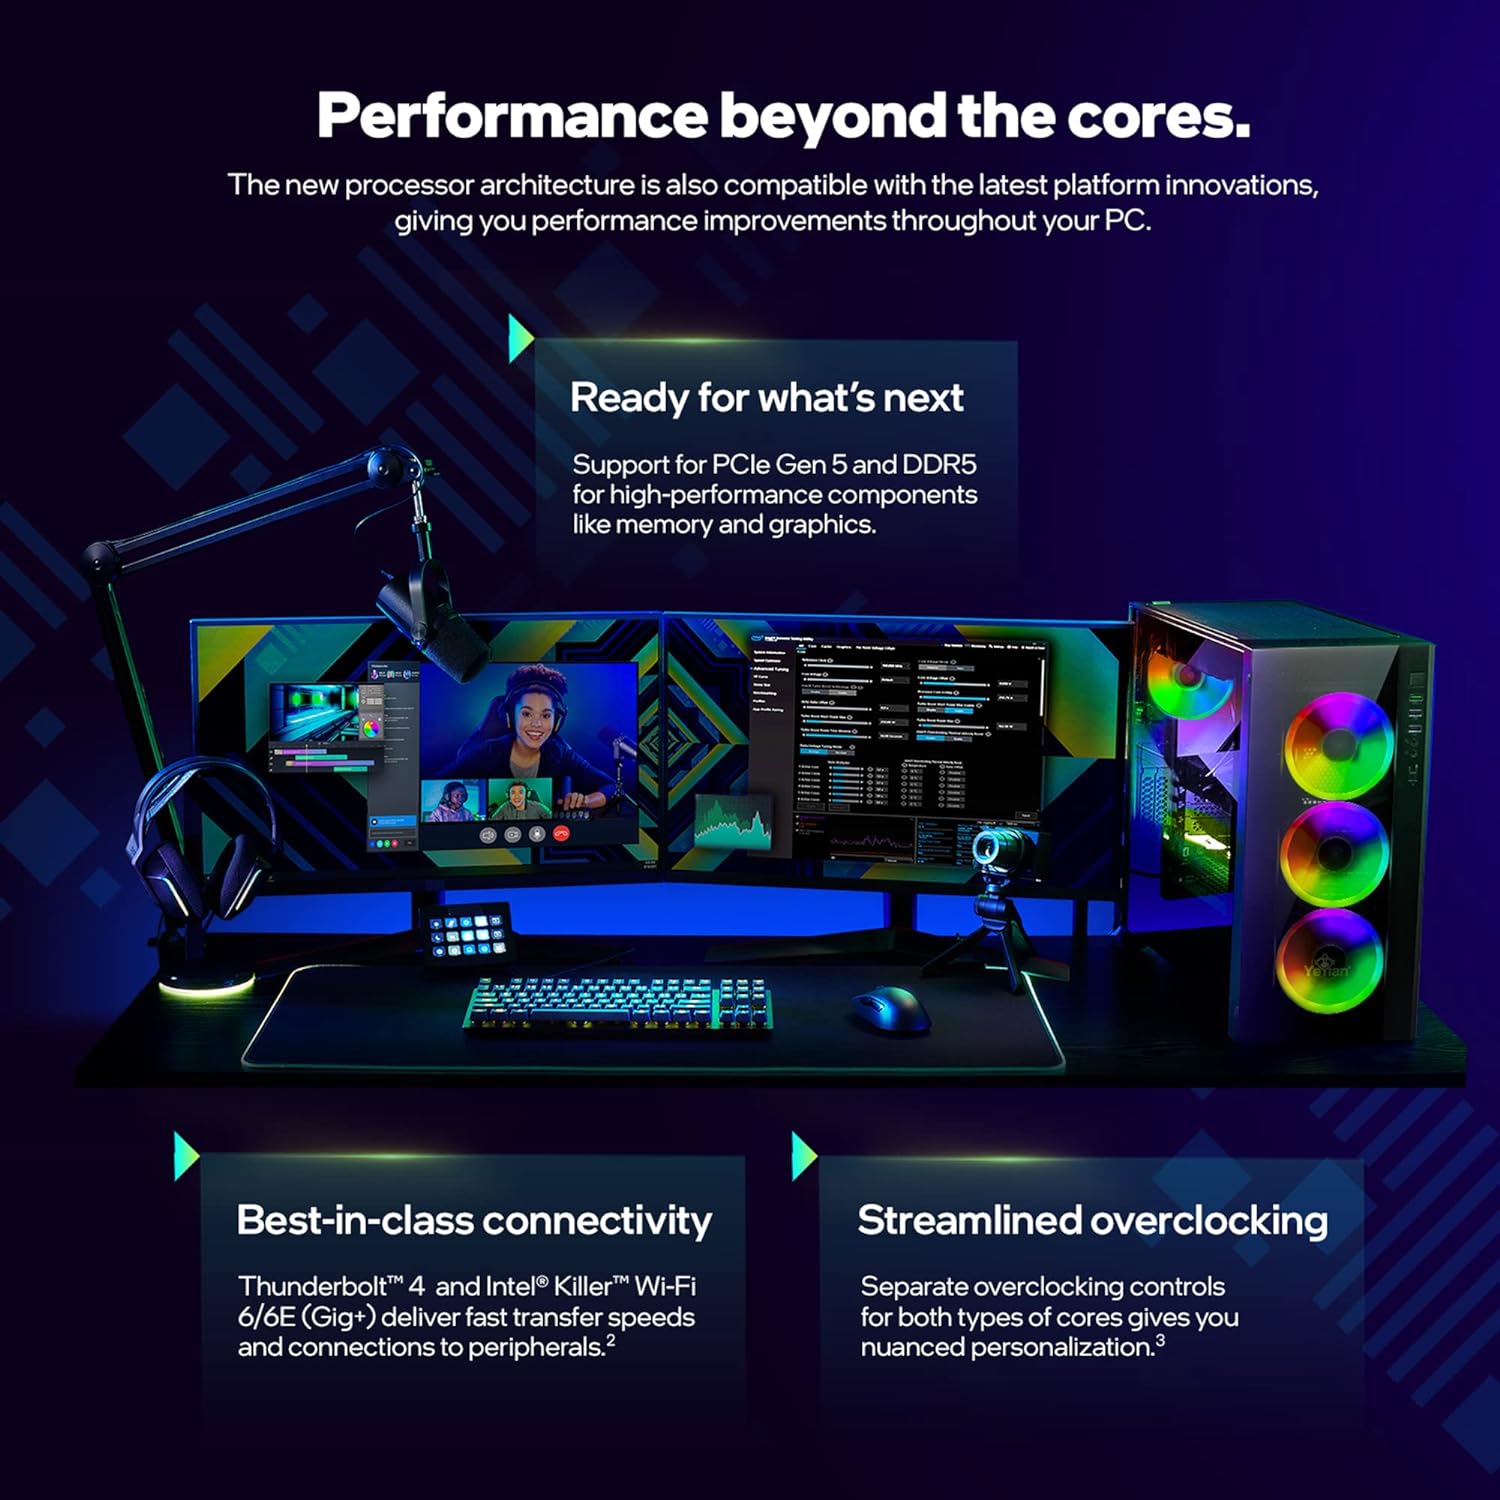 Performance beyond the cores.
The new processor architecture is also compatible with the latest platform innovations,
giving you performance improvements throughout your PC.
Ready for what's next
Support for PCIe Gen 5 and DDR5
for high-performance components
like memory and graphics.
Yeyian
Best-in-class connectivity
Thunderbolt™ 4 and Intel® Killer™ Wi-Fi
6/6E (Gig+) deliver fast transfer speeds
and connections to peripherals.²
Streamlined overclocking
Separate overclocking controls
for both types of cores gives you
nuanced personalization.³